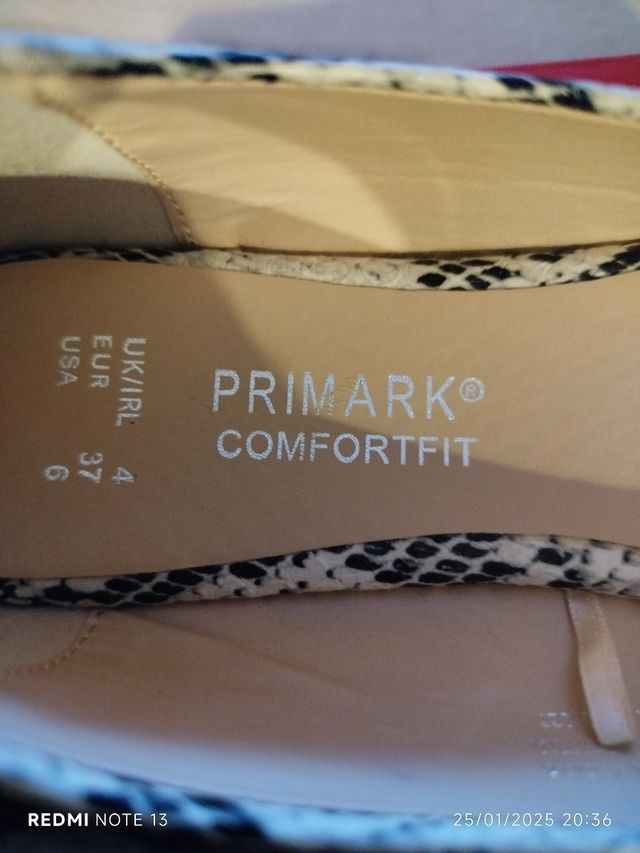 PRIMARK®
COMFORTFIT
UK/IRL 4
EUR 37
USA 6
REDMI NOTE 13
25/01/2025 20:36